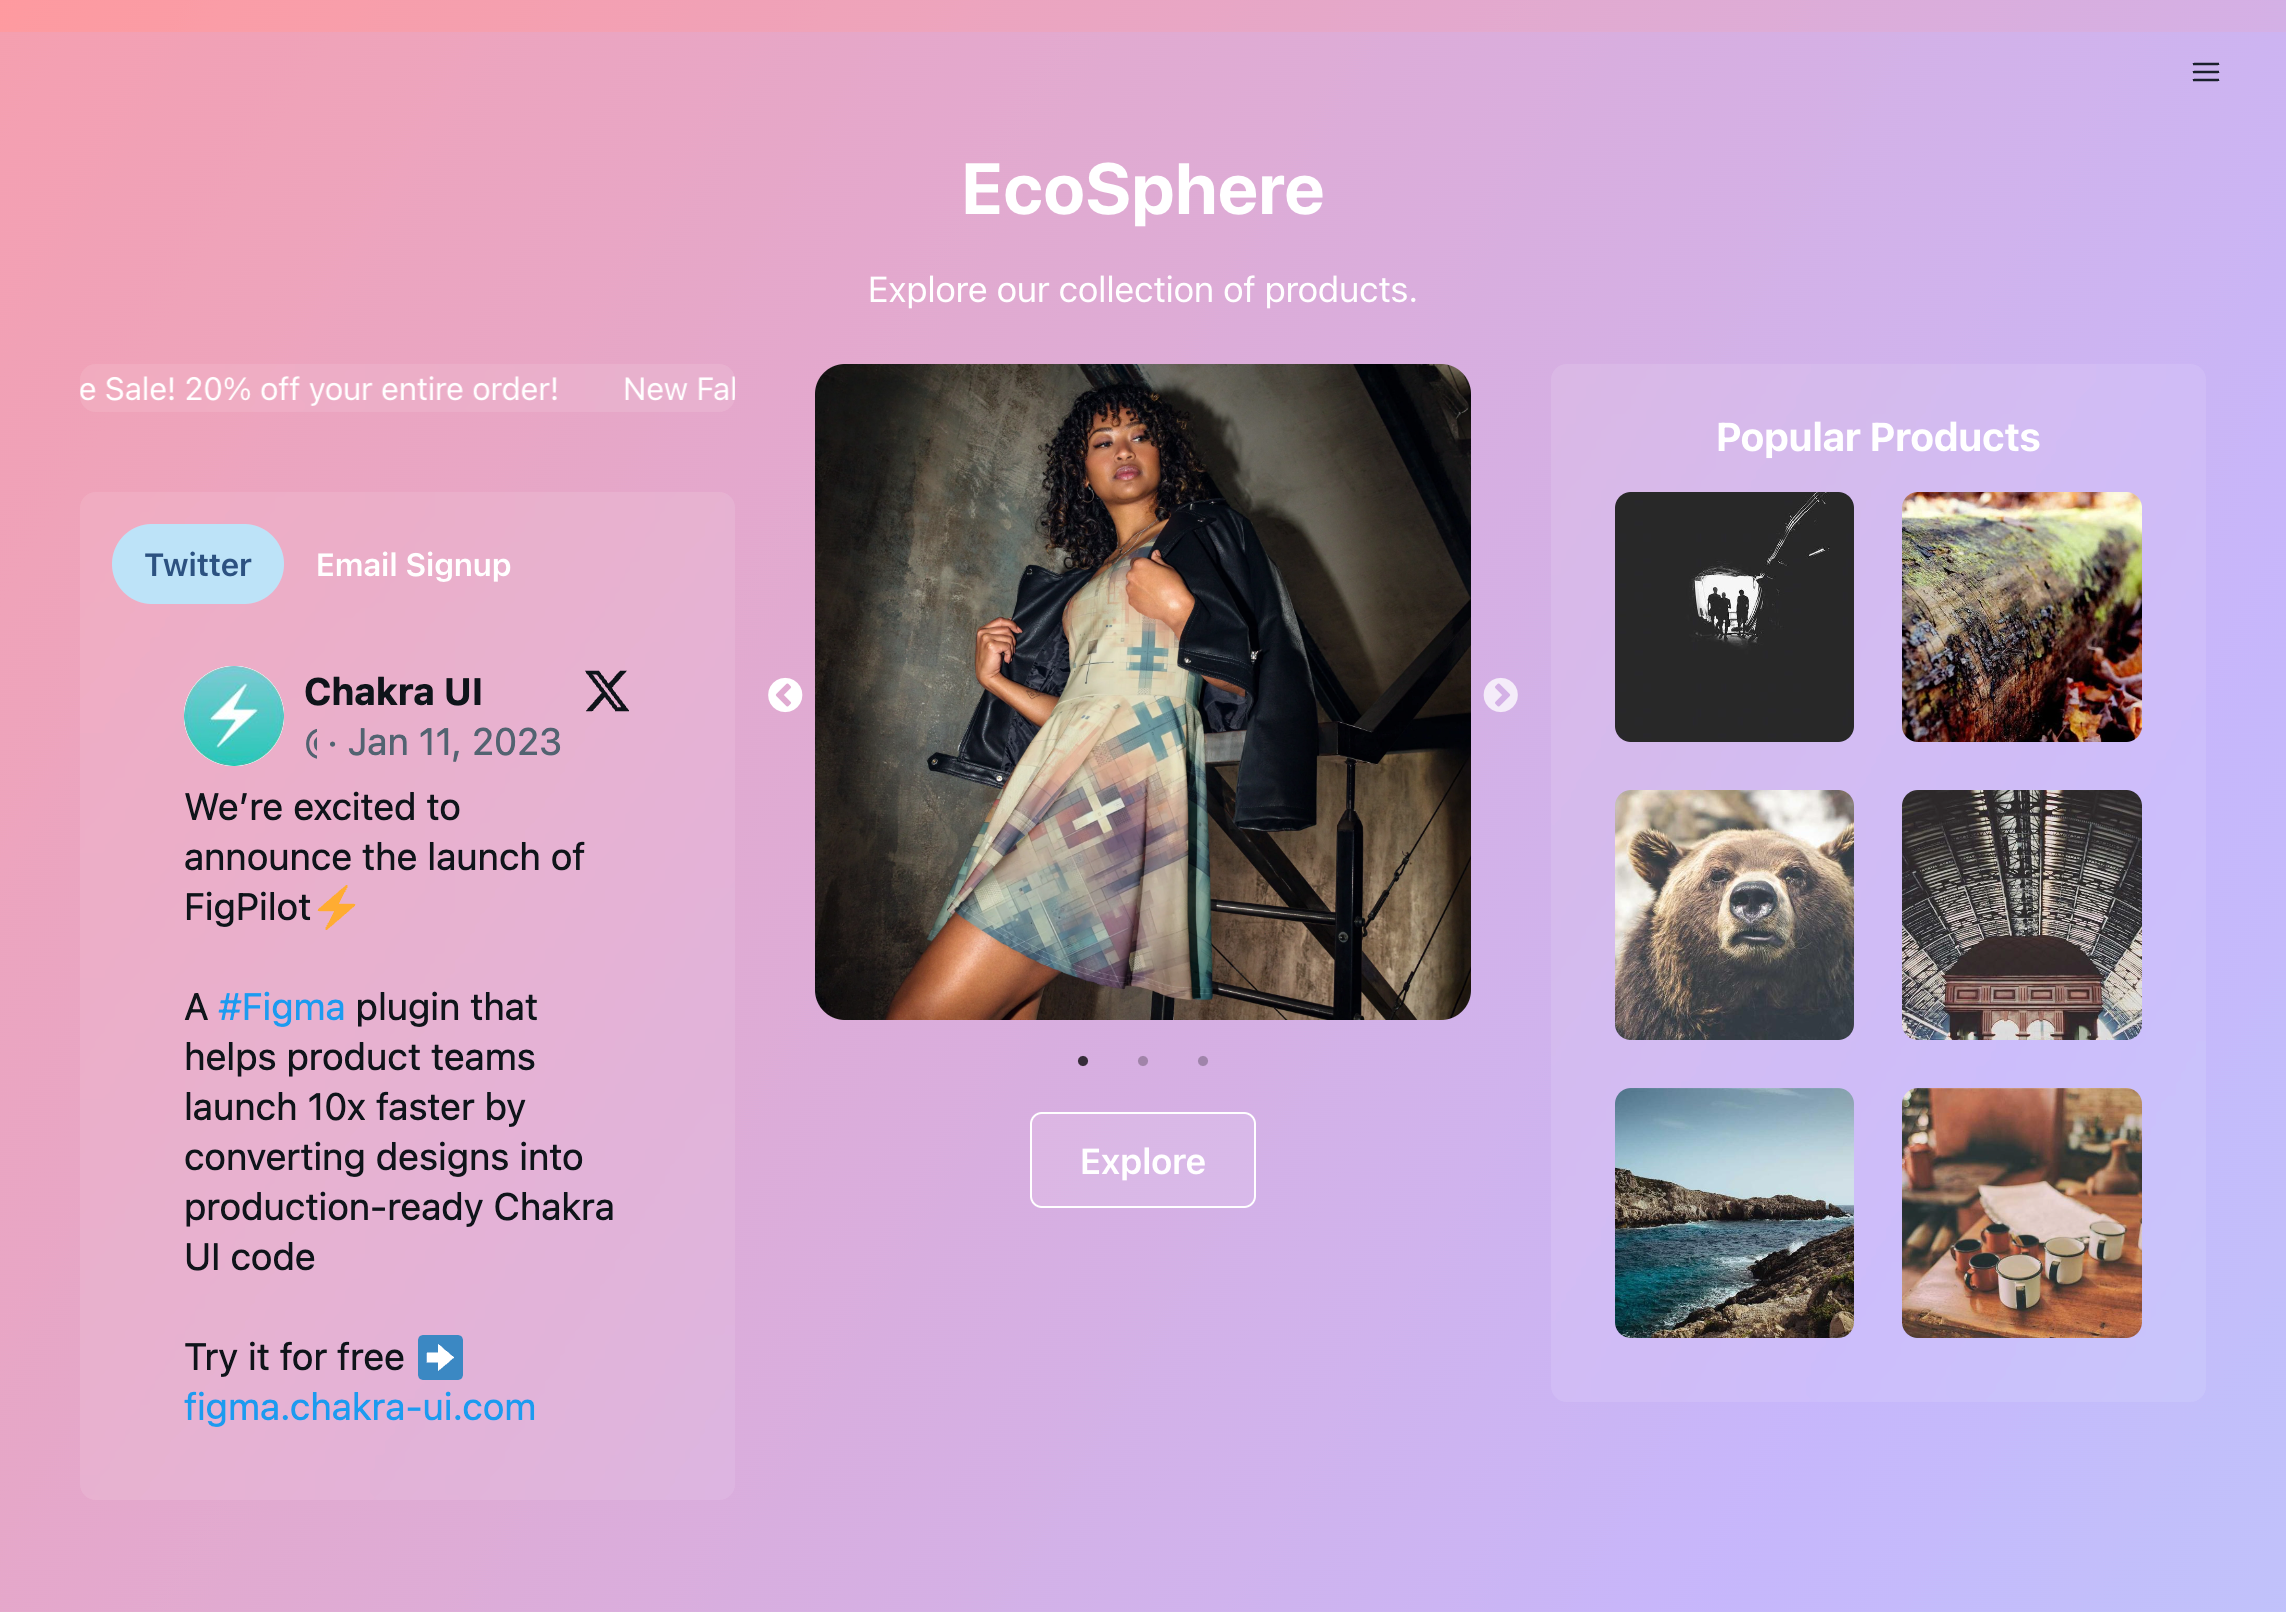 EcoSphere
Explore our collection of products.
e Sale! 20% off your entire order! New Fal
Twitter Email Signup
Chakra UI
· Jan 11, 2023
We’re excited to
announce the launch of
FigPilot⚡
A #Figma plugin that
helps product teams
launch 10x faster by
converting designs into
production-ready Chakra
UI code
Try it for free ➡️
figma.chakra-ui.com
Explore
Popular Products